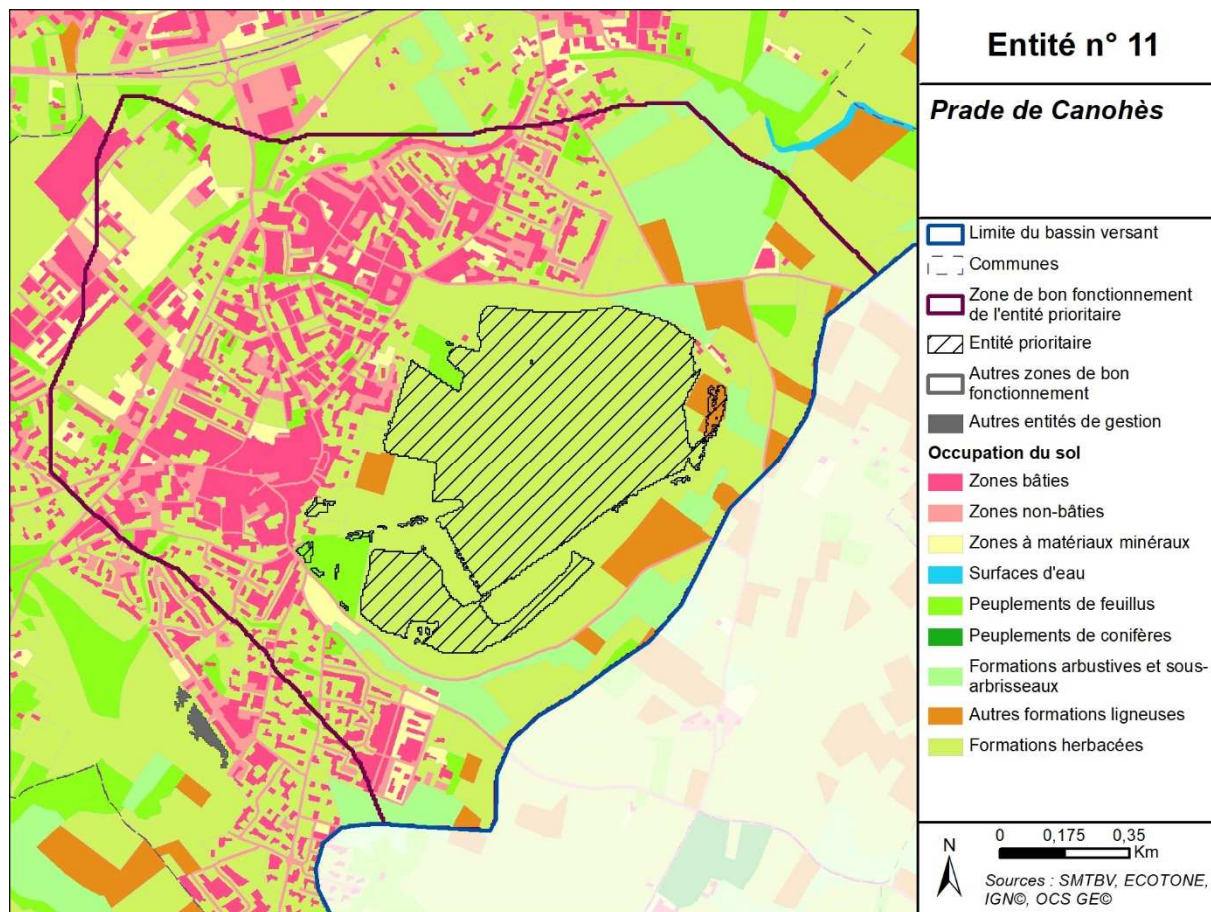 Entité n° 11
Prade de Canohès
Limite du bassin versant
Communes
Zone de bon fonctionnement
de l'entité prioritaire
Entité prioritaire
Autres zones de bon
fonctionnement
Autres entités de gestion
Occupation du sol
Zones bâties
Zones non-bâties
Zones à matériaux minéraux
Surfaces d'eau
Peuplements de feuillus
Peuplements de conifères
Formations arbustives et sous-
arbrisseaux
Autres formations ligneuses
Formations herbacées
N
0 0,175 0,35
Km
Sources : SMTBV, ECOTONE,
IGN©, OCS GE©